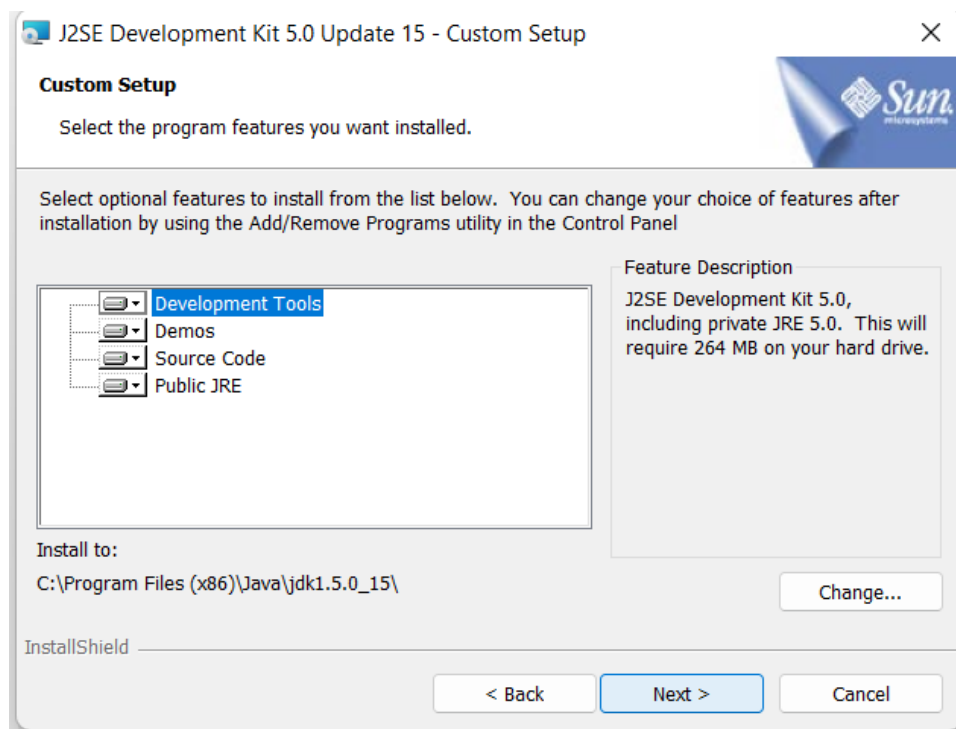 J2SE Development Kit 5.0 Update 15 - Custom Setup
Custom Setup
Select the program features you want installed.
Sun.
microsystems
Select optional features to install from the list below.  You can change your choice of features after
installation by using the Add/Remove Programs utility in the Control Panel
Development Tools
Demos
Source Code
Public JRE
Feature Description
J2SE Development Kit 5.0,
including private JRE 5.0.  This will
require 264 MB on your hard drive.
Install to:
C:\Program Files (x86)\Java\jdk1.5.0_15\
Change...
InstallShield
< Back
Next >
Cancel